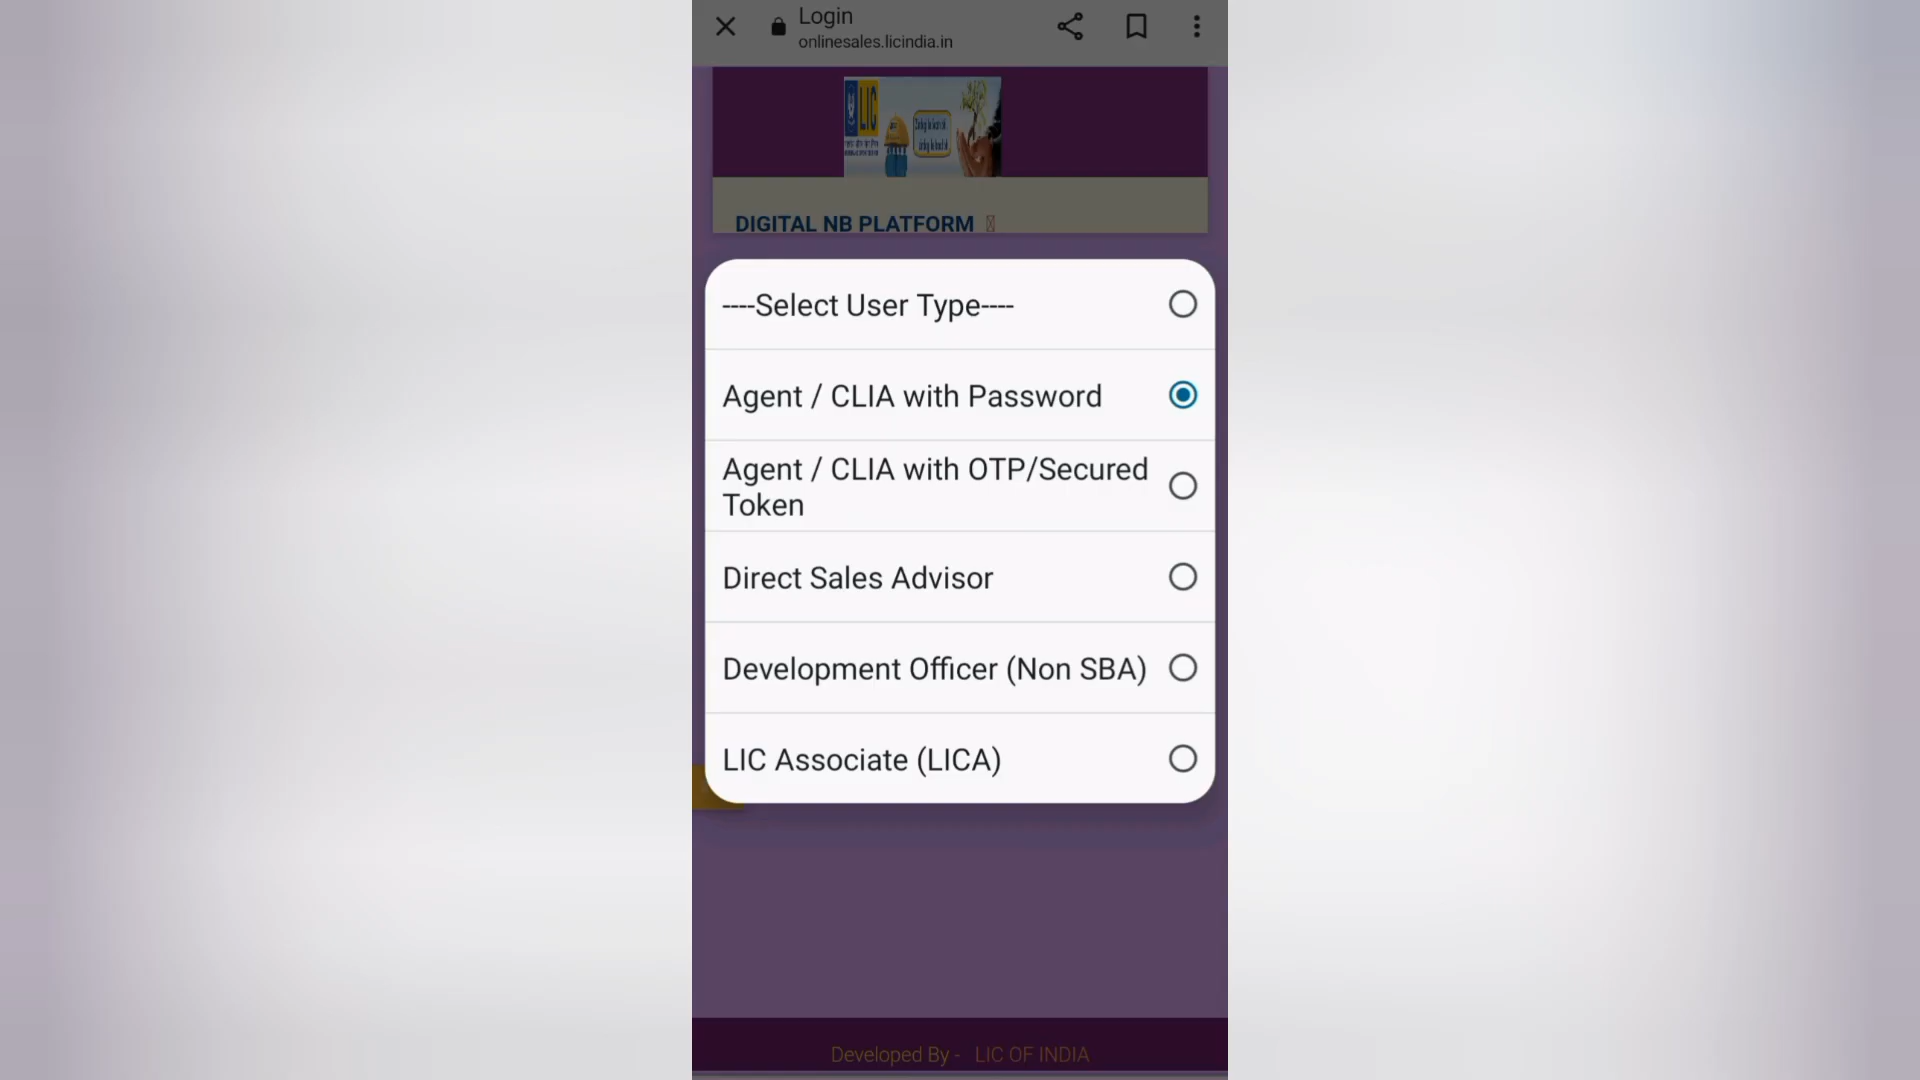 Login
onlinesales.licindia.in
LIC
DIGITAL NB PLATFORM
----Select User Type----
Agent / CLIA with Password
Agent / CLIA with OTP/Secured
Token
Direct Sales Advisor
Development Officer (Non SBA)
LIC Associate (LICA)
Developed By - LIC OF INDIA